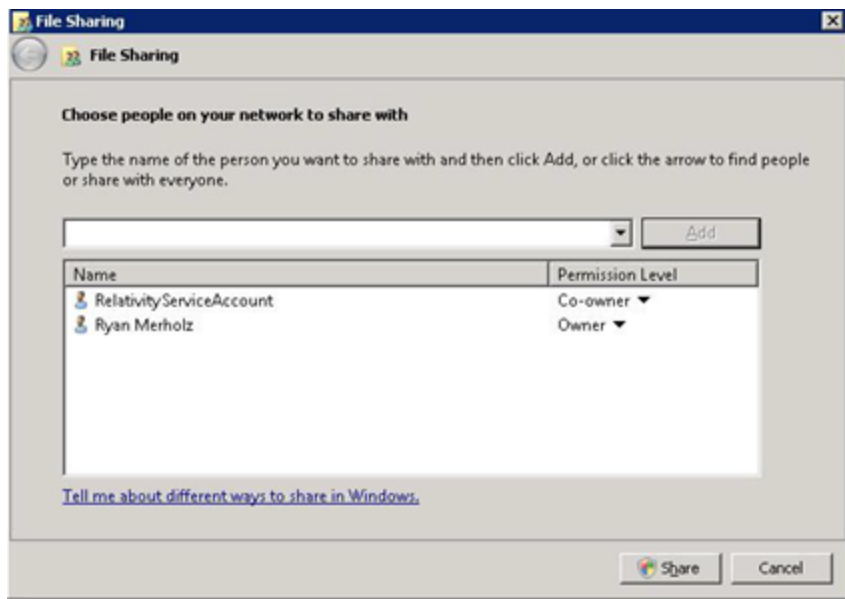 File Sharing
File Sharing
Choose people on your network to share with
Type the name of the person you want to share with and then click Add, or click the arrow to find people
or share with everyone.
Add
Name Permission Level
RelativityServiceAccount Co-owner
Ryan Merholz Owner
Tell me about different ways to share in Windows.
Share Cancel